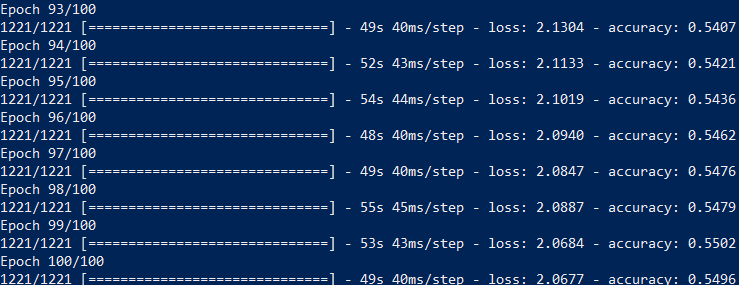 Epoch 93/100
1221/1221 [==============================] - 49s 40ms/step - loss: 2.1304 - accuracy: 0.5407
Epoch 94/100
1221/1221 [==============================] - 52s 43ms/step - loss: 2.1133 - accuracy: 0.5421
Epoch 95/100
1221/1221 [==============================] - 54s 44ms/step - loss: 2.1019 - accuracy: 0.5436
Epoch 96/100
1221/1221 [==============================] - 48s 40ms/step - loss: 2.0940 - accuracy: 0.5462
Epoch 97/100
1221/1221 [==============================] - 49s 40ms/step - loss: 2.0847 - accuracy: 0.5476
Epoch 98/100
1221/1221 [==============================] - 55s 45ms/step - loss: 2.0887 - accuracy: 0.5479
Epoch 99/100
1221/1221 [==============================] - 53s 43ms/step - loss: 2.0684 - accuracy: 0.5502
Epoch 100/100
1221/1221 [==============================] - 49s 40ms/step - loss: 2.0677 - accuracy: 0.5496